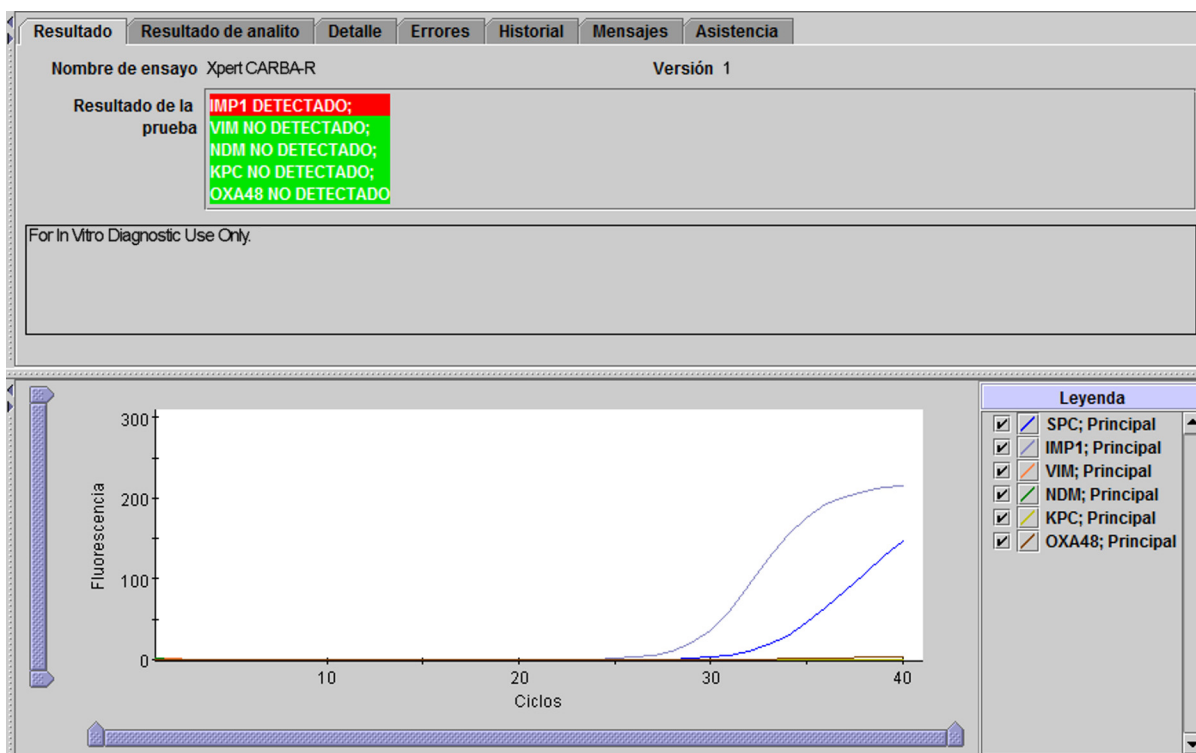 Resultado Resultado de analito Detalle Errores Historial Mensajes Asistencia
Nombre de ensayo Xpert CARBA-R Versión 1
Resultado de la prueba
IMP1 DETECTADO;
VIM NO DETECTADO;
NDM NO DETECTADO;
KPC NO DETECTADO;
OXA48 NO DETECTADO
For In Vitro Diagnostic Use Only.
300
200
100
0
Fluorescencia
10 20 30 40
Ciclos
Leyenda
SPC; Principal
IMP1; Principal
VIM; Principal
NDM; Principal
KPC; Principal
OXA48; Principal